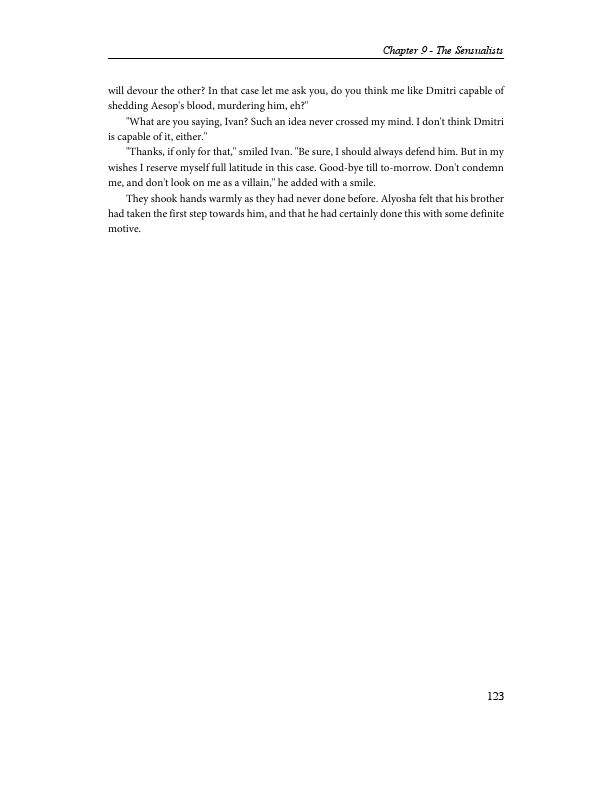 Chapter 9 - The Sensualists
will devour the other? In that case let me ask you, do you think me like Dmitri capable of
shedding Aesop's blood, murdering him, eh?"
"What are you saying, Ivan? Such an idea never crossed my mind. I don't think Dmitri
is capable of it, either."
"Thanks, if only for that," smiled Ivan. "Be sure, I should always defend him. But in my
wishes I reserve myself full latitude in this case. Good-bye till to-morrow. Don't condemn
me, and don't look on me as a villain," he added with a smile.
They shook hands warmly as they had never done before. Alyosha felt that his brother
had taken the first step towards him, and that he had certainly done this with some definite
motive.
123